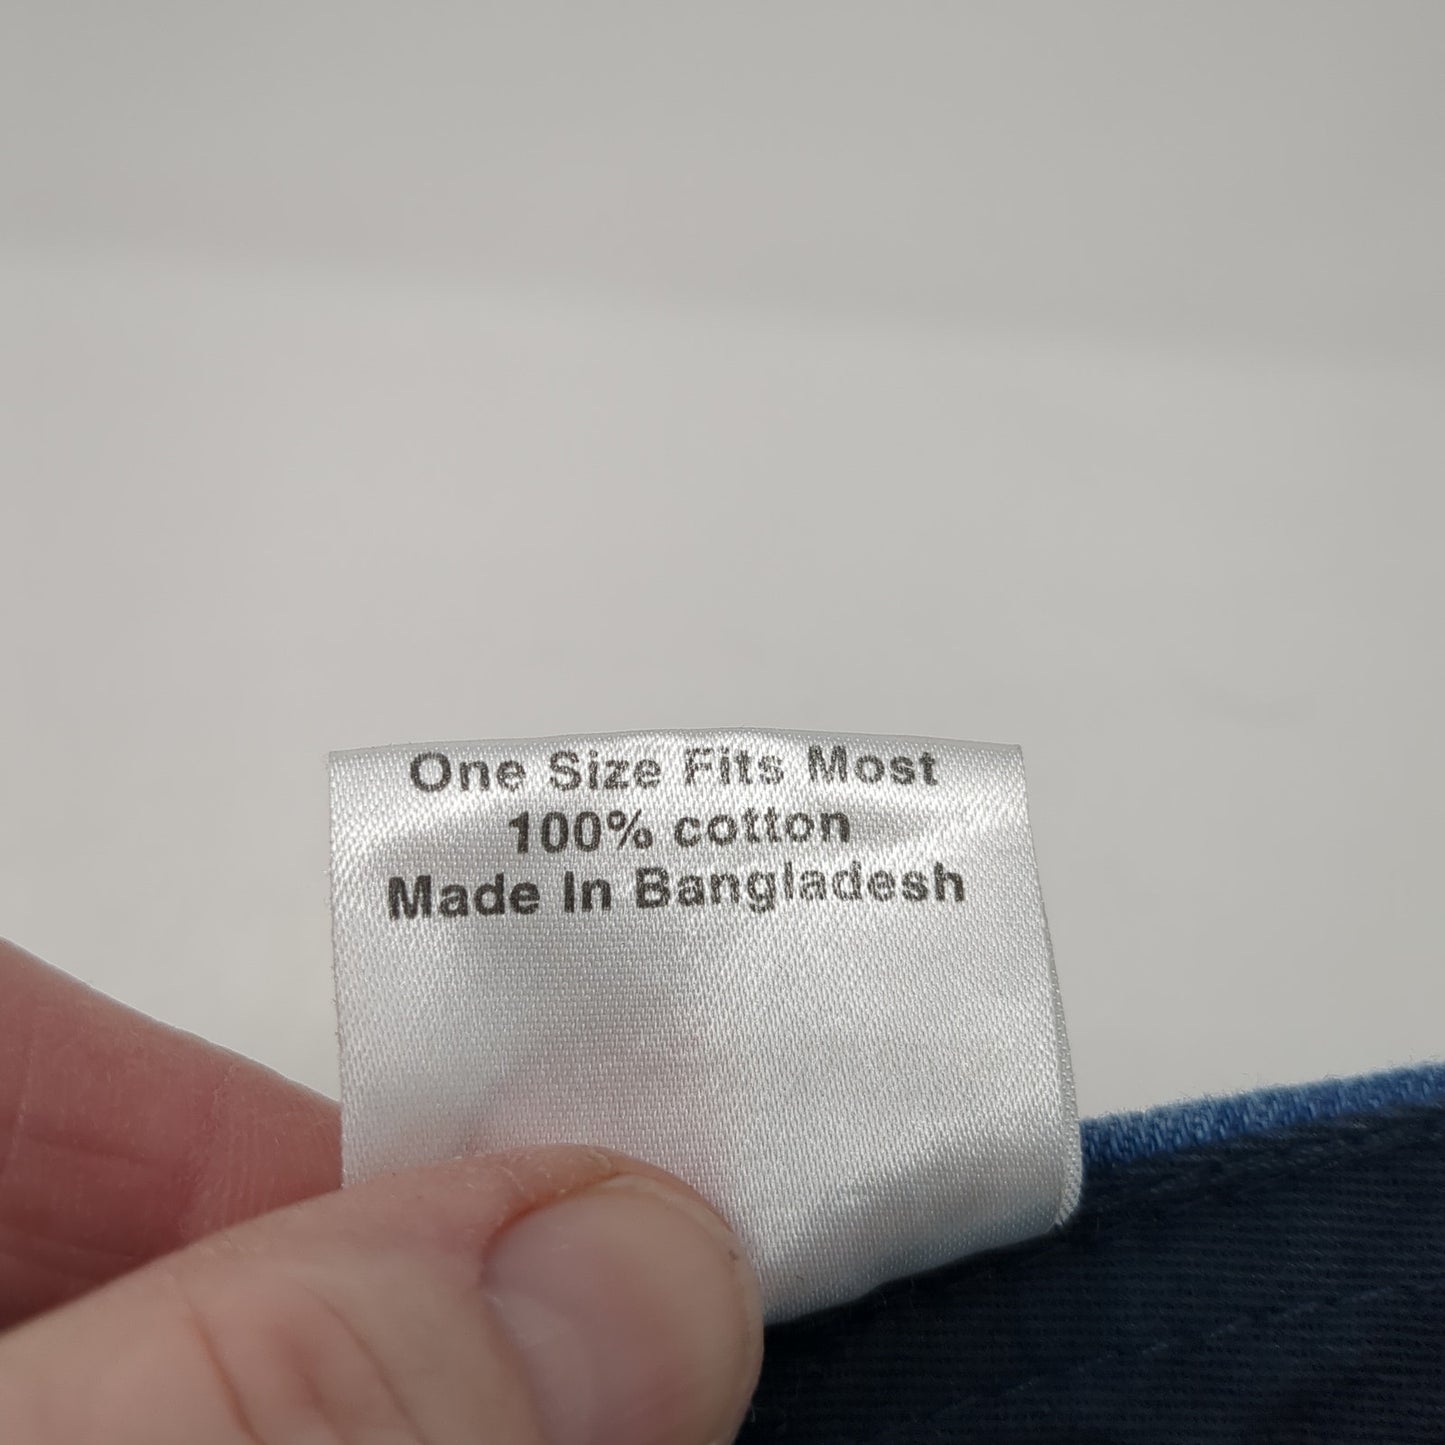 One Size Fits Most
100% cotton
Made In Bangladesh